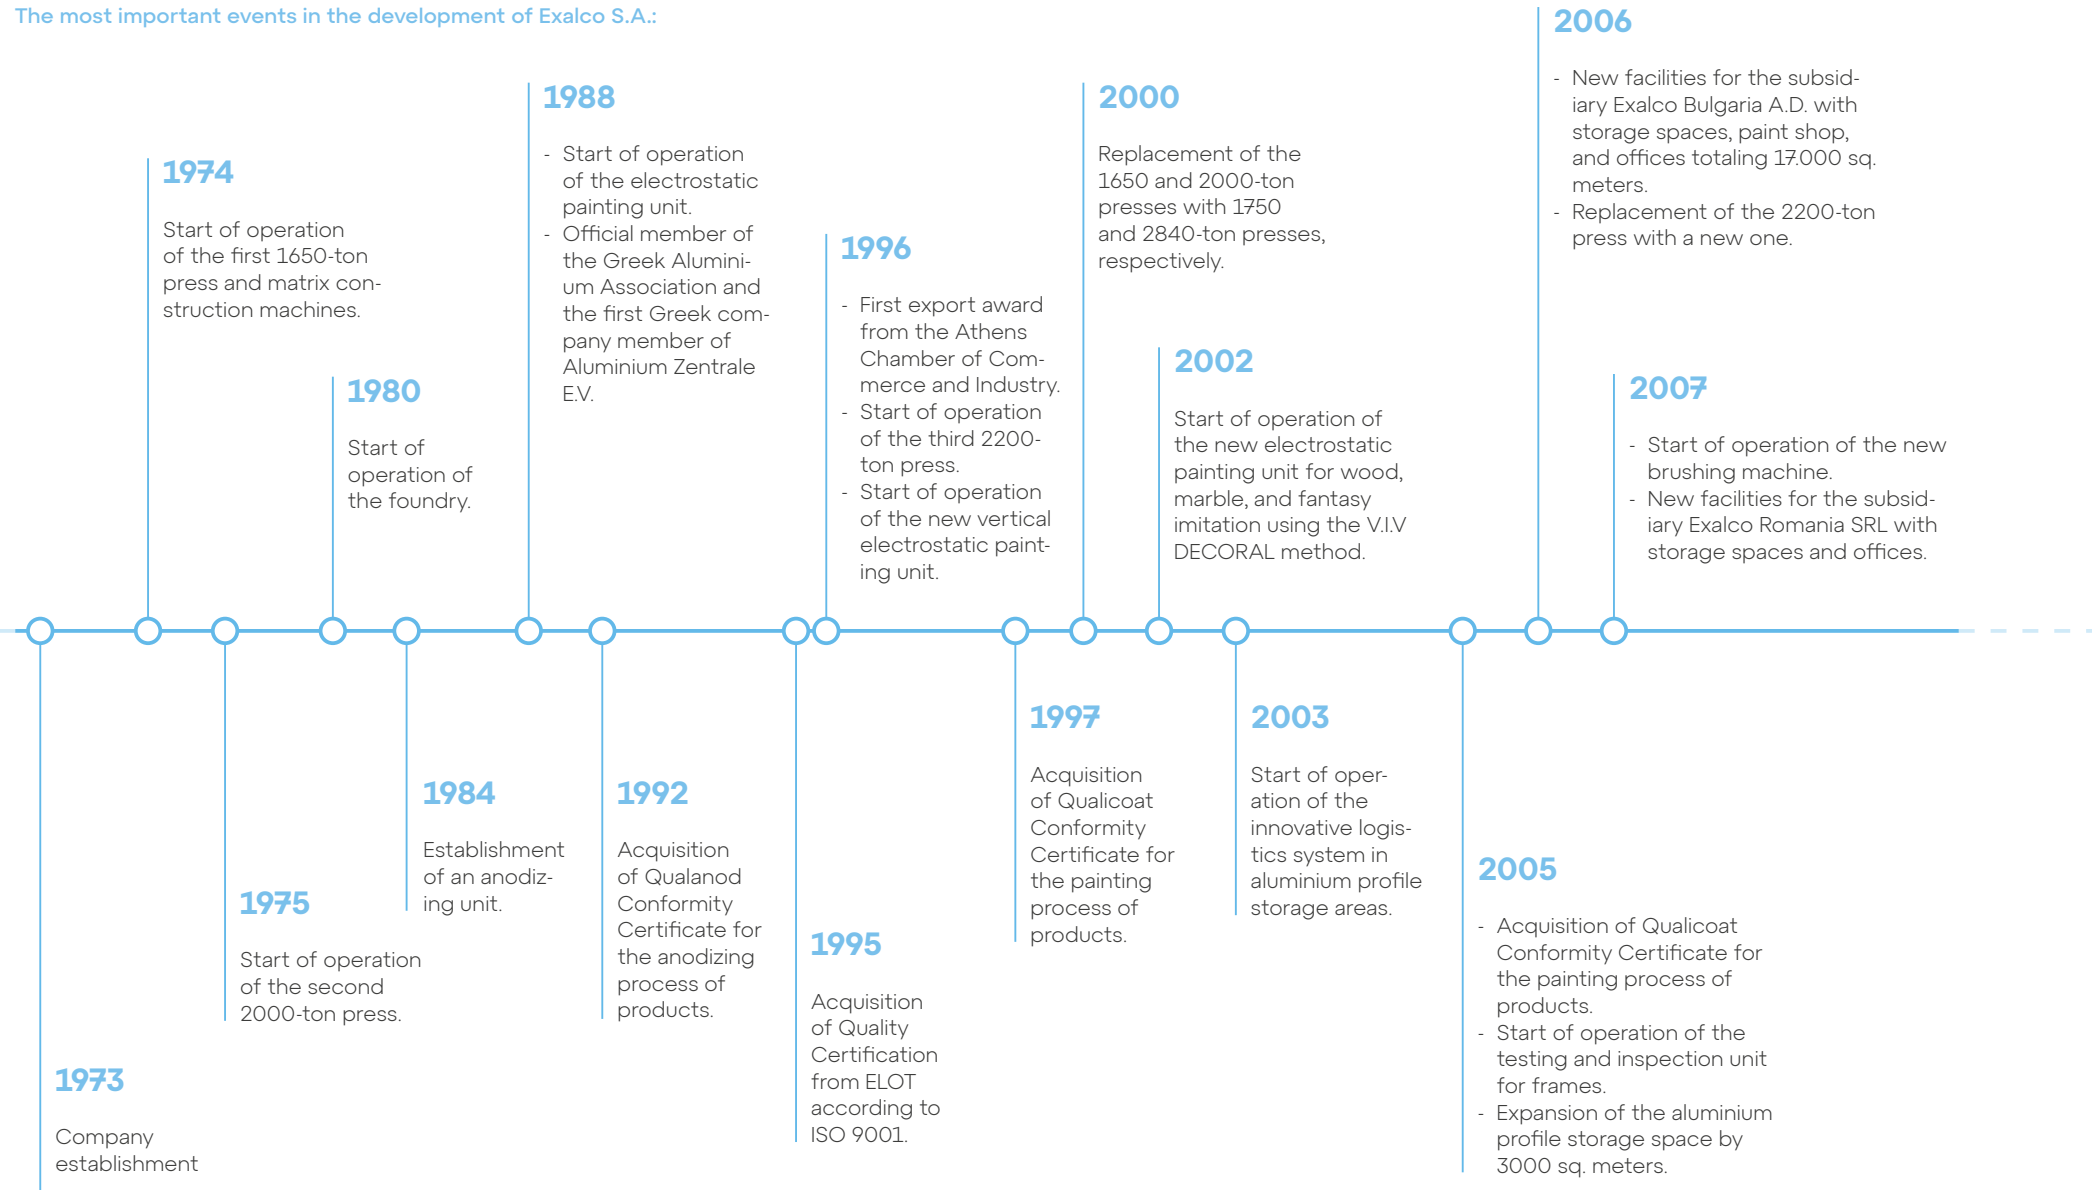 The most important events in the development of Exalco S.A.:
1973
Company
establishment
1974
Start of operation
of the first 1650-ton
press and matrix con-
struction machines.
1975
Start of operation
of the second
2000-ton press.
1980
Start of
operation of
the foundry.
1984
Establishment
of an anodiz-
ing unit.
1988
- Start of operation
of the electrostatic
painting unit.
- Official member of
the Greek Alumini-
um Association and
the first Greek com-
pany member of
Aluminium Zentrale
E.V.
1992
Acquisition
of Qualanod
Conformity
Certificate for
the anodizing
process of
products.
1995
Acquisition
of Quality
Certification
from ELOT
according to
ISO 9001.
1996
- First export award
from the Athens
Chamber of Com-
merce and Industry.
- Start of operation
of the third 2200-
ton press.
- Start of operation
of the new vertical
electrostatic paint-
ing unit.
1997
Acquisition
of Qualicoat
Conformity
Certificate for
the painting
process of
products.
2000
Replacement of the
1650 and 2000-ton
presses with 1750
and 2840-ton presses,
respectively.
2002
Start of operation of
the new electrostatic
painting unit for wood,
marble, and fantasy
imitation using the V.I.V
DECORAL method.
2003
Start of oper-
ation of the
innovative logis-
tics system in
aluminium profile
storage areas.
2005
- Acquisition of Qualicoat
Conformity Certificate for
the painting process of
products.
- Start of operation of the
testing and inspection unit
for frames.
- Expansion of the aluminium
profile storage space by
3000 sq. meters.
2006
- New facilities for the subsid-
iary Exalco Bulgaria A.D. with
storage spaces, paint shop,
and offices totaling 17.000 sq.
meters.
- Replacement of the 2200-ton
press with a new one.
2007
- Start of operation of the new
brushing machine.
- New facilities for the subsid-
iary Exalco Romania SRL with
storage spaces and offices.